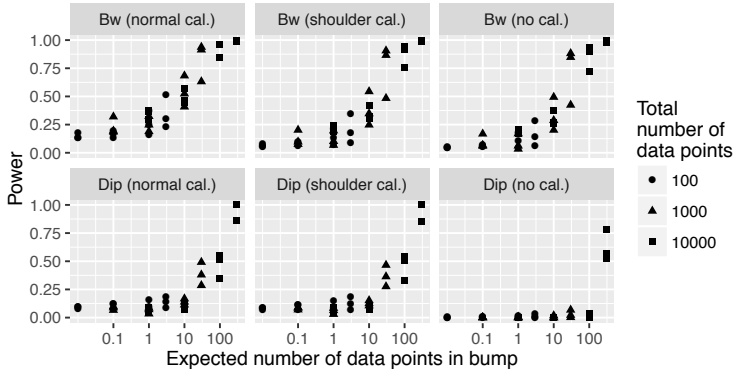 Bw (normal cal.) Bw (shoulder cal.) Bw (no cal.)
1.00
0.75
0.50
0.25
0.00
Dip (normal cal.) Dip (shoulder cal.) Dip (no cal.)
1.00
0.75
0.50
0.25
0.00
Power
0.1 1 10 100 0.1 1 10 100 0.1 1 10 100
Expected number of data points in bump
Total
number of
data points
100
1000
10000